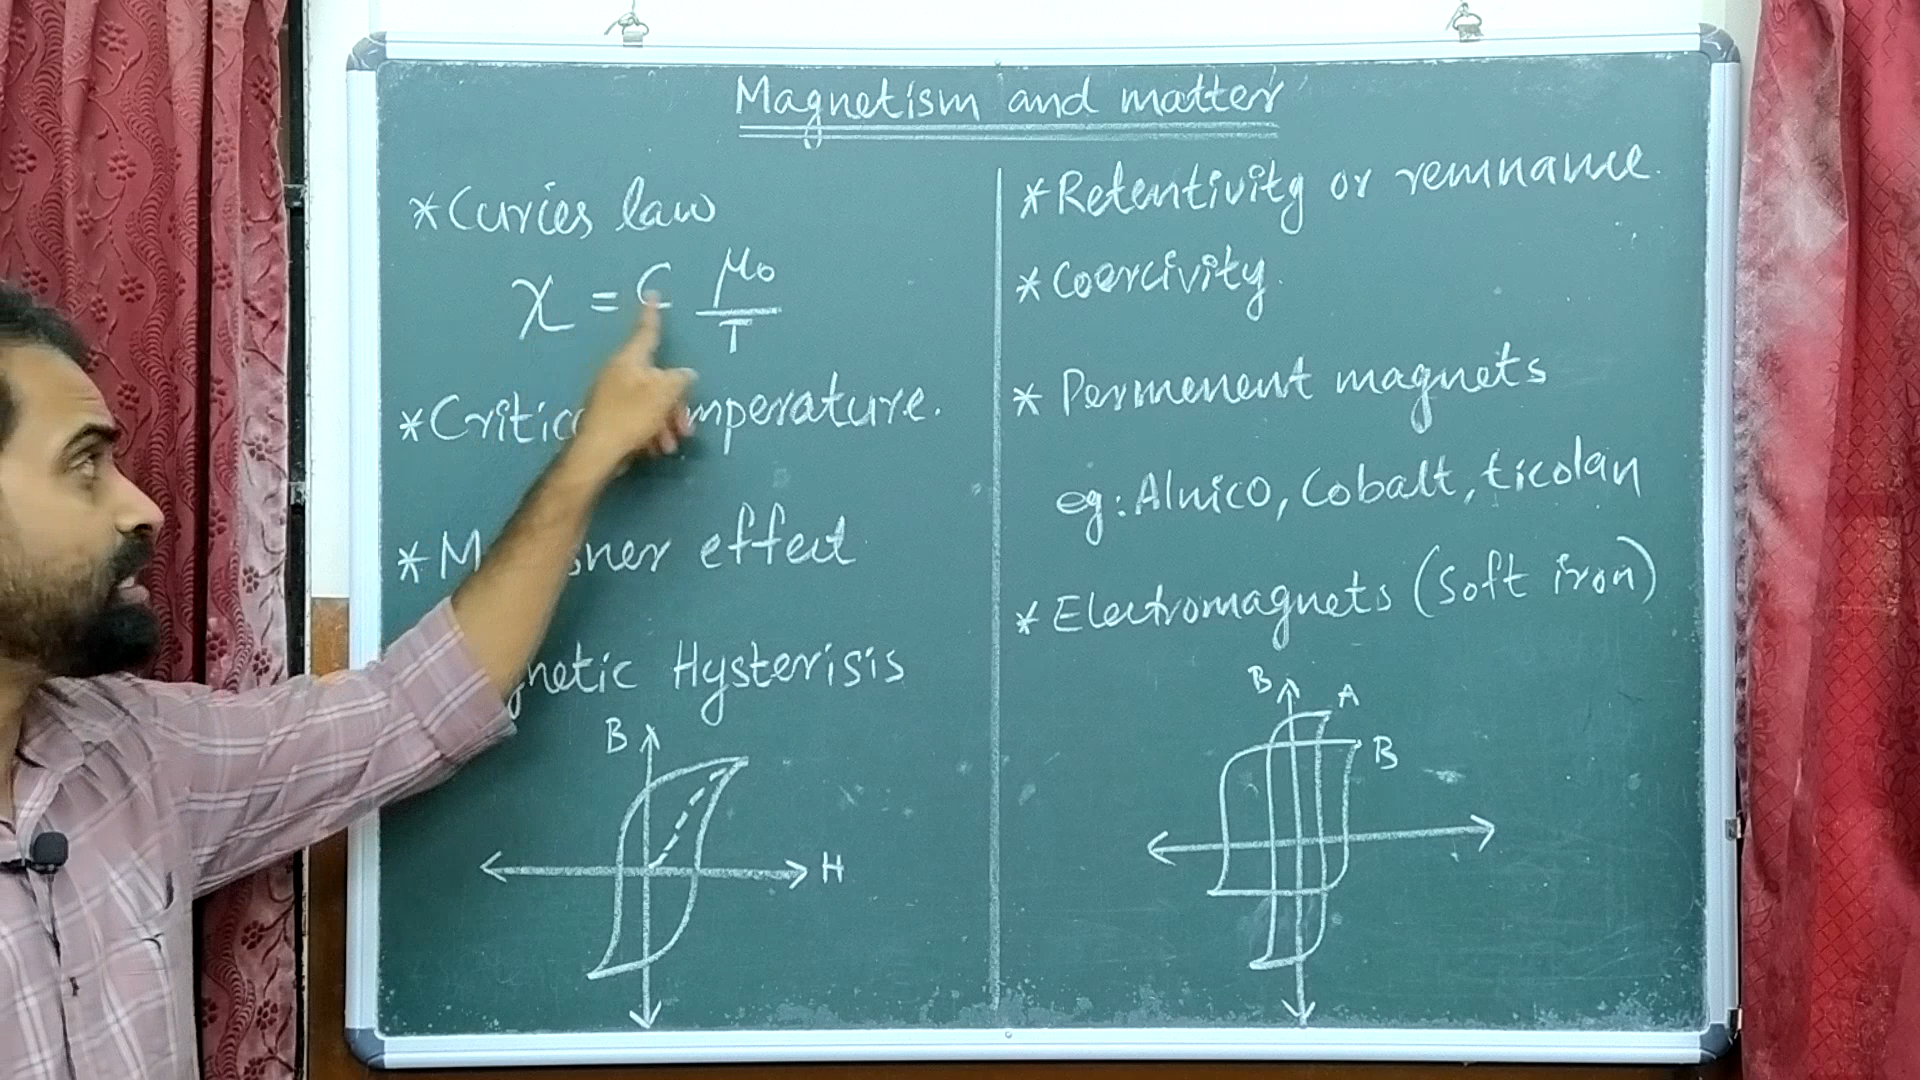 Magnetism and matter
*Curies law
χ = C μ₀/T
*Critical temperature.
*Meissner effect
Magnetic Hysterisis
B
H
*Retentivity or remnance.
*Coercivity.
* Permenent magnets
eg: Alnico, Cobalt, ticolan
* Electromagnets (Soft iron)
B
A
B